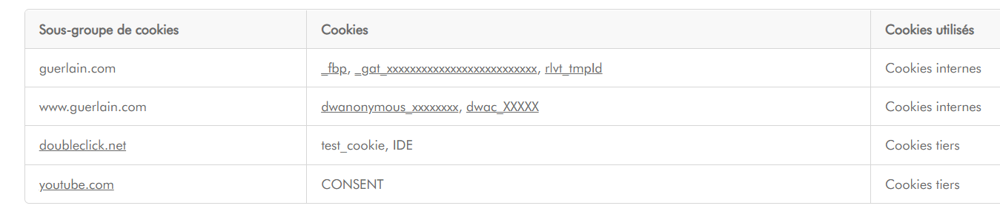 Sous-groupe de cookies Cookies Cookies utilisés
guerlain.com _fbp, _gat_xxxxxxxxxxxxxxxxxxxxxxxxxx, rlvt_tmpId Cookies internes
www.guerlain.com dwanonymous_xxxxxxxx, dwac_XXXXX Cookies internes
doubleclick.net test_cookie, IDE Cookies tiers
youtube.com CONSENT Cookies tiers